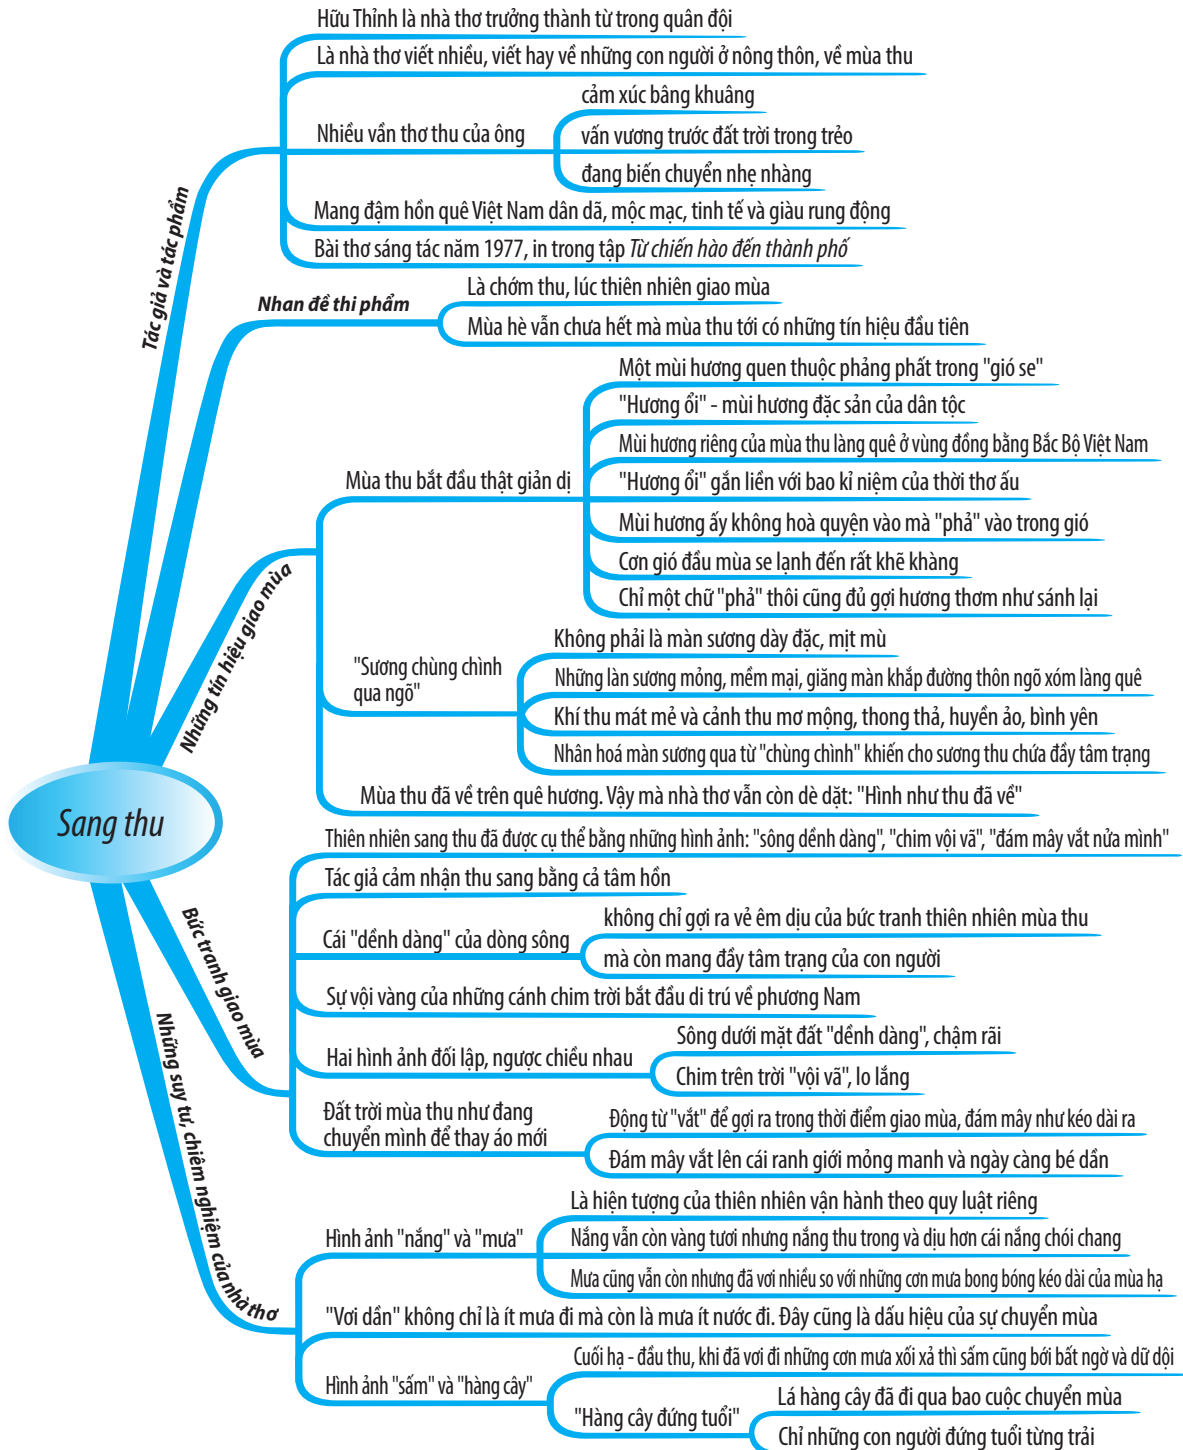 Hữu Thỉnh là nhà thơ trưởng thành từ trong quân đội
Là nhà thơ viết nhiều, viết hay về những con người ở nông thôn, về mùa thu
Nhiều vần thơ thu của ông
cảm xúc bâng khuâng
vấn vương trước đất trời trong trẻo
đang biến chuyển nhẹ nhàng
Mang đậm hồn quê Việt Nam dân dã, mộc mạc, tinh tế và giàu rung động
Bài thơ sáng tác năm 1977, in trong tập Từ chiến hào đến thành phố
Tác giả và tác phẩm
Nhan đề thi phẩm
Là chớm thu, lúc thiên nhiên giao mùa
Mùa hè vẫn chưa hết mà mùa thu tới có những tín hiệu đầu tiên
Những tín hiệu giao mùa
Mùa thu bắt đầu thật giản dị
Một mùi hương quen thuộc phảng phất trong "gió se"
"Hương ổi" - mùi hương đặc sản của dân tộc
Mùi hương riêng của mùa thu làng quê ở vùng đồng bằng Bắc Bộ Việt Nam
"Hương ổi" gắn liền với bao kỉ niệm của thời thơ ấu
Mùi hương ấy không hoà quyện vào mà "phả" vào trong gió
Cơn gió đầu mùa se lạnh đến rất khẽ khàng
Chỉ một chữ "phả" thôi cũng đủ gợi hương thơm như sánh lại
"Sương chùng chình
qua ngõ"
Không phải là màn sương dày đặc, mịt mù
Những làn sương mỏng, mềm mại, giăng màn khắp đường thôn ngõ xóm làng quê
Khí thu mát mẻ và cảnh thu mơ mộng, thong thả, huyền ảo, bình yên
Nhân hoá màn sương qua từ "chùng chình" khiến cho sương thu chứa đầy tâm trạng
Mùa thu đã về trên quê hương. Vậy mà nhà thơ vẫn còn dè dặt: "Hình như thu đã về"
Sang thu
Bức tranh giao mùa
Thiên nhiên sang thu đã được cụ thể bằng những hình ảnh: "sông dềnh dàng", "chim vội vã", "đám mây vắt nửa mình"
Tác giả cảm nhận thu sang bằng cả tâm hồn
Cái "dềnh dàng" của dòng sông
không chỉ gợi ra vẻ êm dịu của bức tranh thiên nhiên mùa thu
mà còn mang đầy tâm trạng của con người
Sự vội vàng của những cánh chim trời bắt đầu di trú về phương Nam
Hai hình ảnh đối lập, ngược chiều nhau
Sông dưới mặt đất "dềnh dàng", chậm rãi
Chim trên trời "vội vã", lo lắng
Đất trời mùa thu như đang
chuyển mình để thay áo mới
Động từ "vắt" để gợi ra trong thời điểm giao mùa, đám mây như kéo dài ra
Đám mây vắt lên cái ranh giới mỏng manh và ngày càng bé dần
Những suy tư, chiêm nghiệm của nhà thơ
Hình ảnh "nắng" và "mưa"
Là hiện tượng của thiên nhiên vận hành theo quy luật riêng
Nắng vẫn còn vàng tươi nhưng nắng thu trong và dịu hơn cái nắng chói chang
Mưa cũng vẫn còn nhưng đã vơi nhiều so với những cơn mưa bong bóng kéo dài của mùa hạ
"Vơi dần" không chỉ là ít mưa đi mà còn là mưa ít nước đi. Đây cũng là dấu hiệu của sự chuyển mùa
Hình ảnh "sấm" và "hàng cây"
Cuối hạ - đầu thu, khi đã vơi đi những cơn mưa xối xả thì sấm cũng bới bất ngờ và dữ dội
"Hàng cây đứng tuổi"
Lá hàng cây đã đi qua bao cuộc chuyển mùa
Chỉ những con người đứng tuổi từng trải